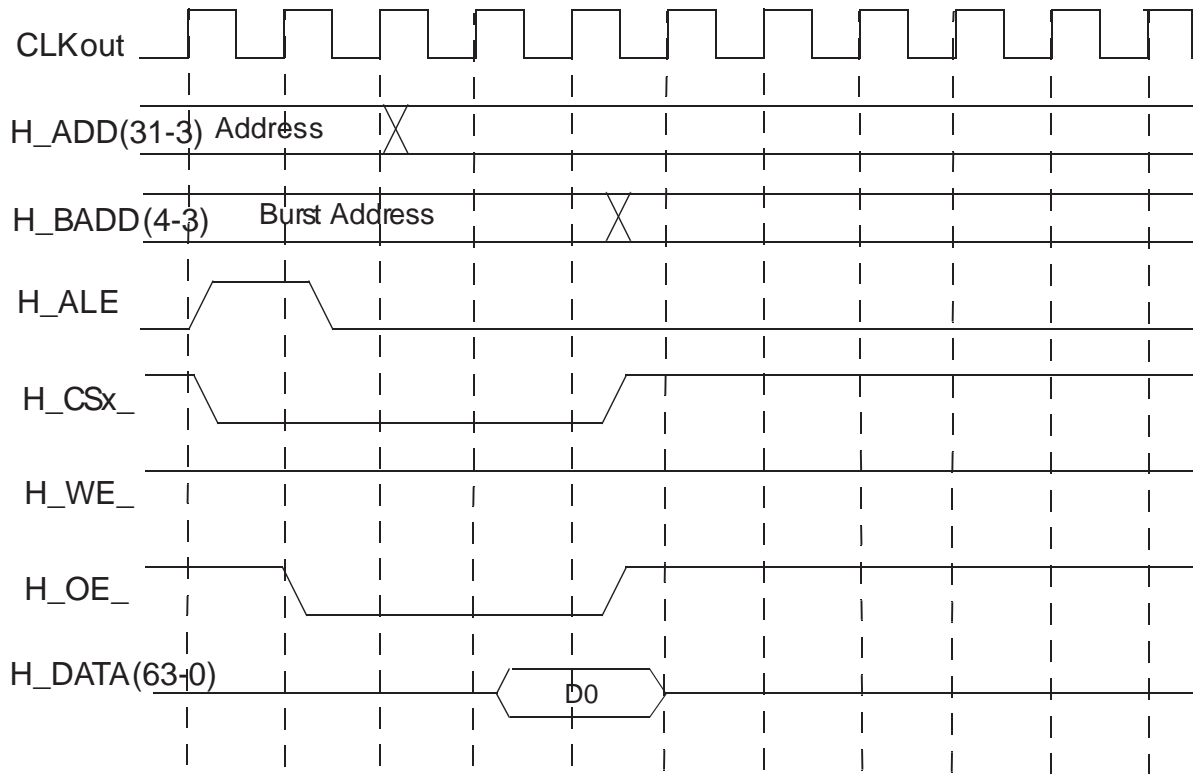 CLKout
H_ADD(31-3) Address
H_BADD(4-3) Burst Address
H_ALE
H_CSx_
H_WE_
H_OE_
H_DATA(63-0) D0